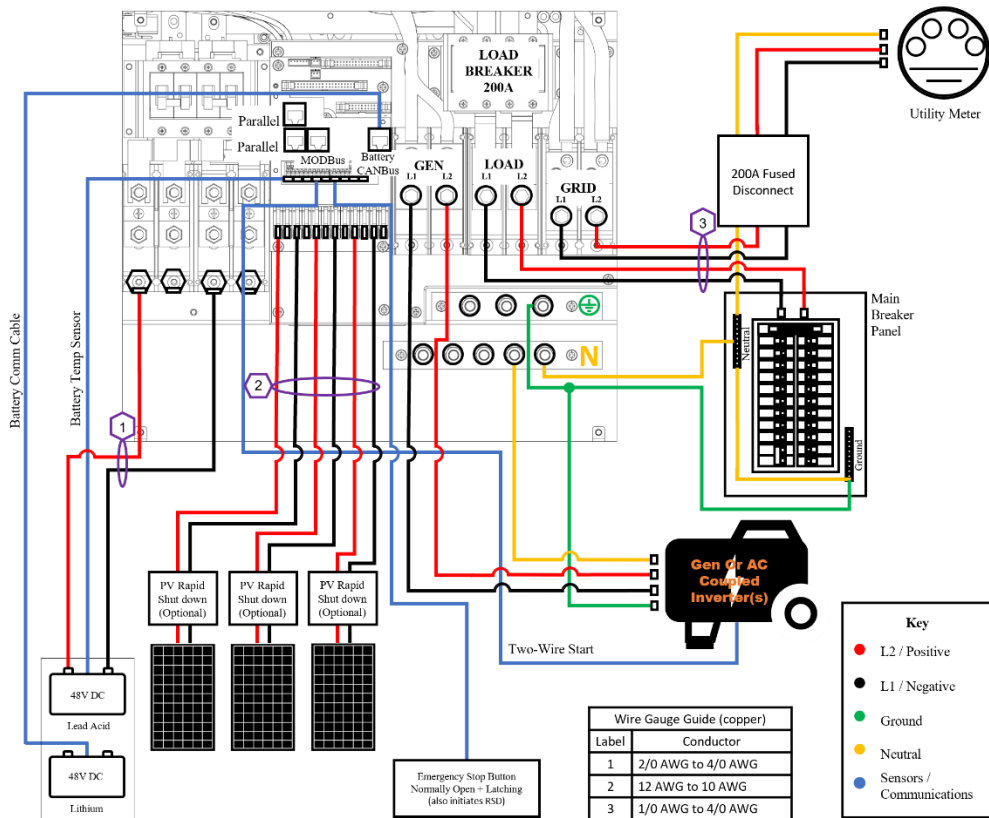 LOAD
BREAKER
200A
Utility Meter
Parallel
Parallel
MODBus
Battery
CANBus
GEN
L1 L2
LOAD
L1 L2
GRID
L1 L2
200A Fused
Disconnect
3
Main
Breaker
Panel
Neutral
Ground
N
Battery Comm Cable
Battery Temp Sensor
1
2
PV Rapid
Shut down
(Optional)
PV Rapid
Shut down
(Optional)
PV Rapid
Shut down
(Optional)
Gen Or AC
Coupled
Inverter(s)
Two-Wire Start
48V DC
Lead Acid
48V DC
Lithium
Emergency Stop Button
Normally Open + Latching
(also initiates RSD)
Wire Gauge Guide (copper)
Label Conductor
1 2/0 AWG to 4/0 AWG
2 12 AWG to 10 AWG
3 1/0 AWG to 4/0 AWG
Key
L2 / Positive
L1 / Negative
Ground
Neutral
Sensors /
Communications